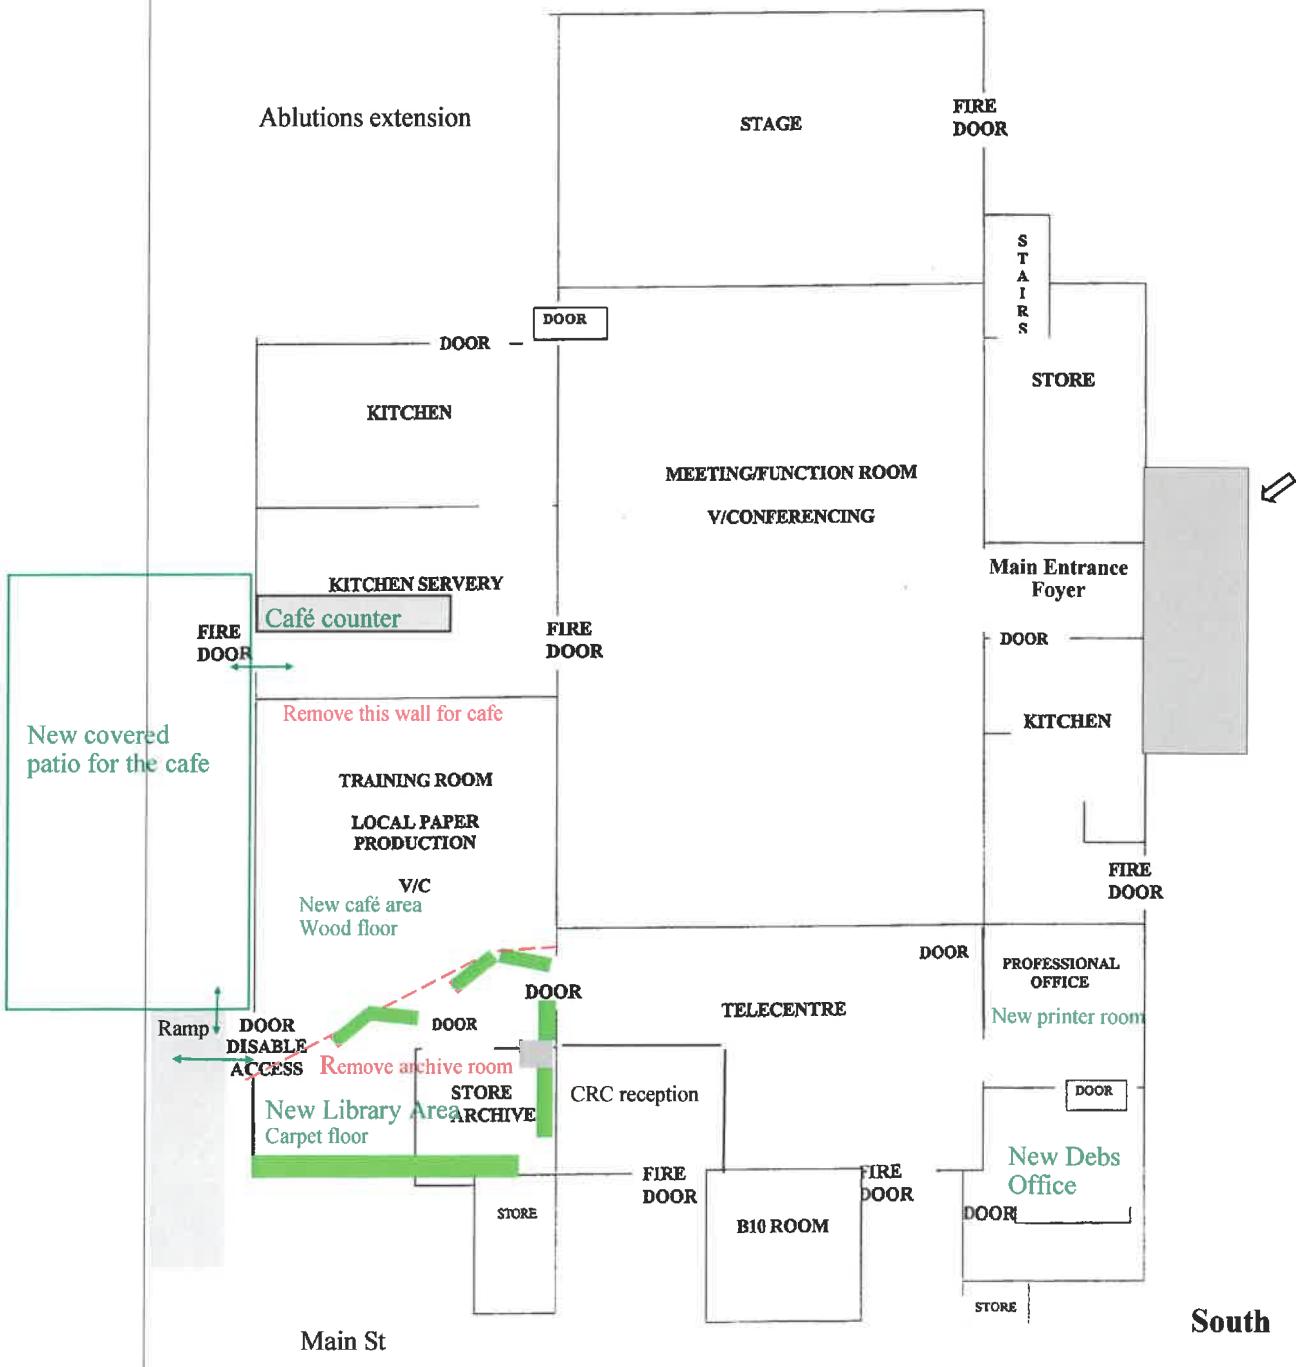 Ablutions extension
STAGE
FIRE
DOOR
S
T
A
I
R
S
DOOR
DOOR
STORE
KITCHEN
MEETING/FUNCTION ROOM
V/CONFERENCING
Main Entrance
Foyer
KITCHEN SERVERY
Café counter
FIRE
DOOR
FIRE
DOOR
DOOR
Remove this wall for cafe
KITCHEN
New covered
patio for the cafe
TRAINING ROOM
LOCAL PAPER
PRODUCTION
V/C
New café area
Wood floor
FIRE
DOOR
DOOR
PROFESSIONAL
OFFICE
New printer room
DOOR
TELECENTRE
Ramp
DOOR
DISABLE
ACCESS
DOOR
Remove archive room
STORE
ARCHIVE
CRC reception
New Library Area
Carpet floor
DOOR
New Debs
Office
FIRE
DOOR
FIRE
DOOR
DOOR
STORE
B10 ROOM
STORE
Main St
South